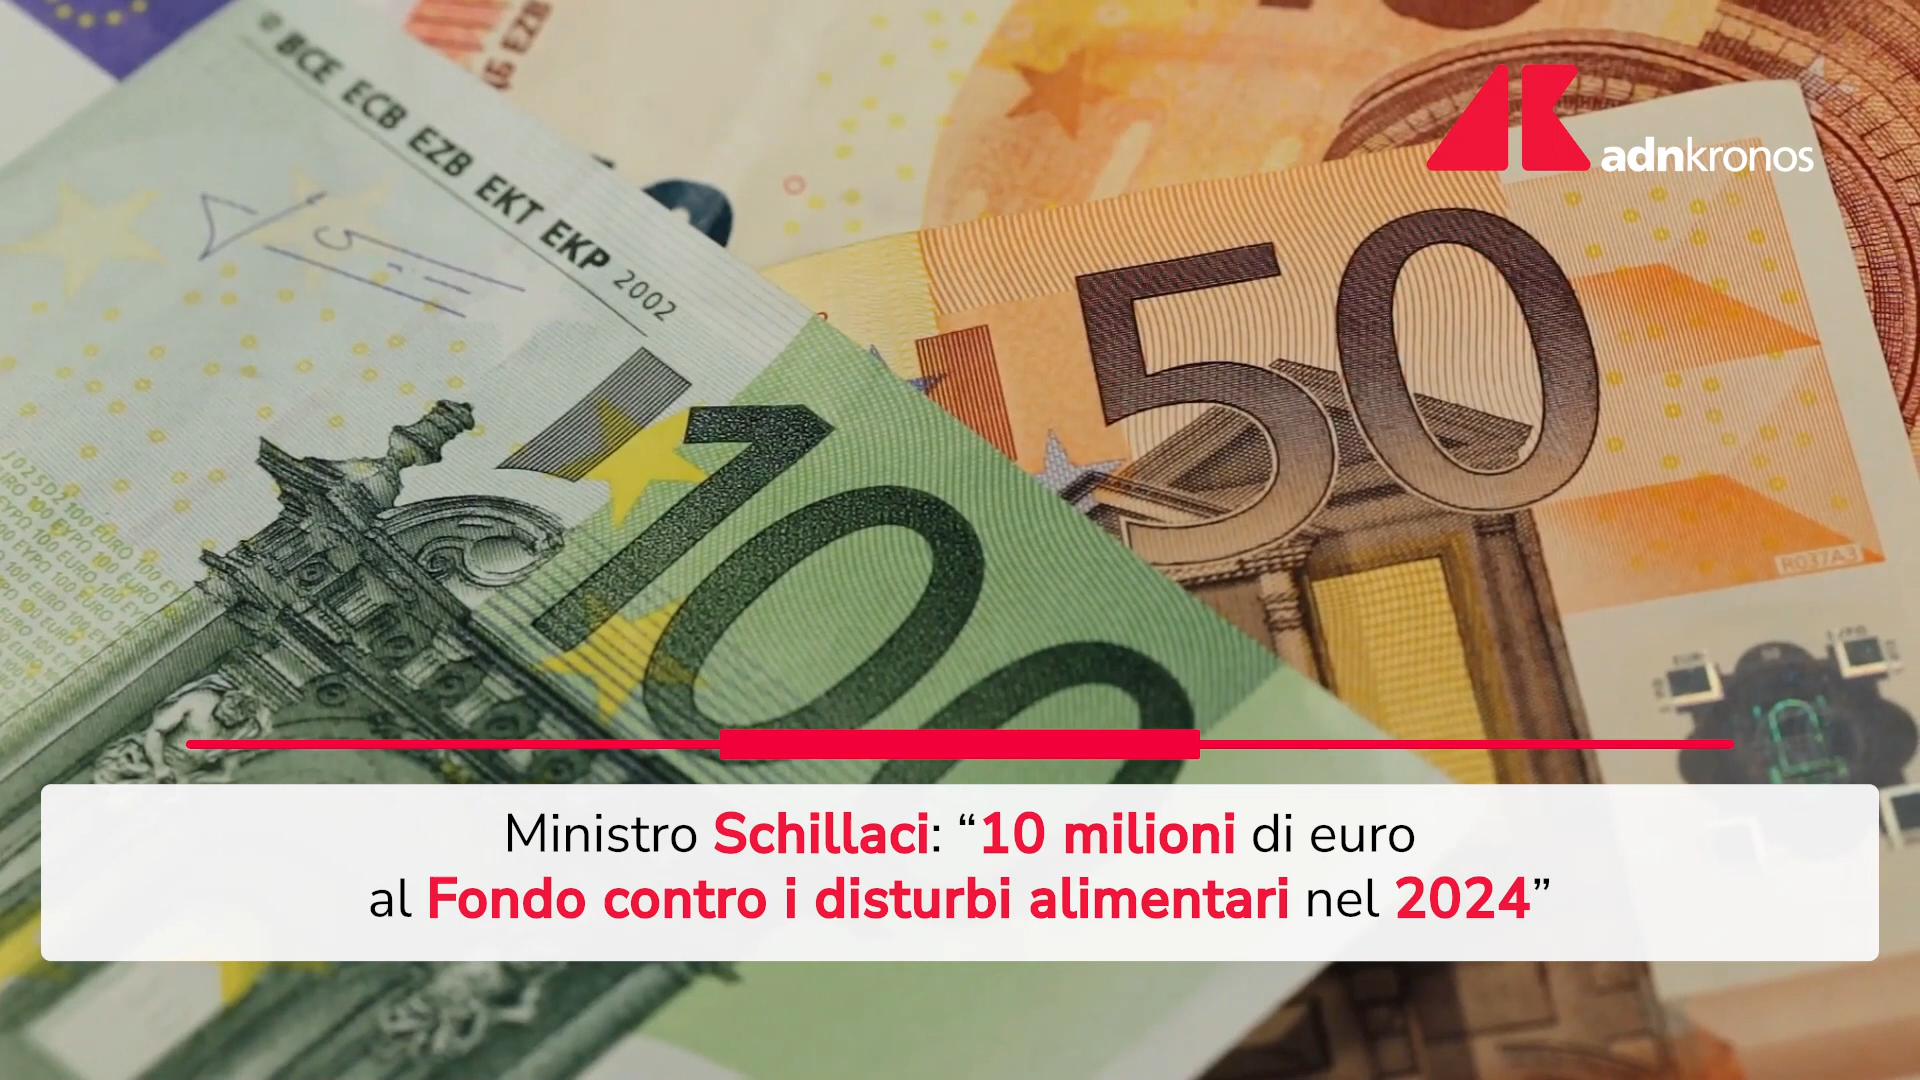 BCE ECB EZB EKT EKP 2002
adnkronos
50
100
R037A3
Ministro Schillaci: “10 milioni di euro
al Fondo contro i disturbi alimentari nel 2024”